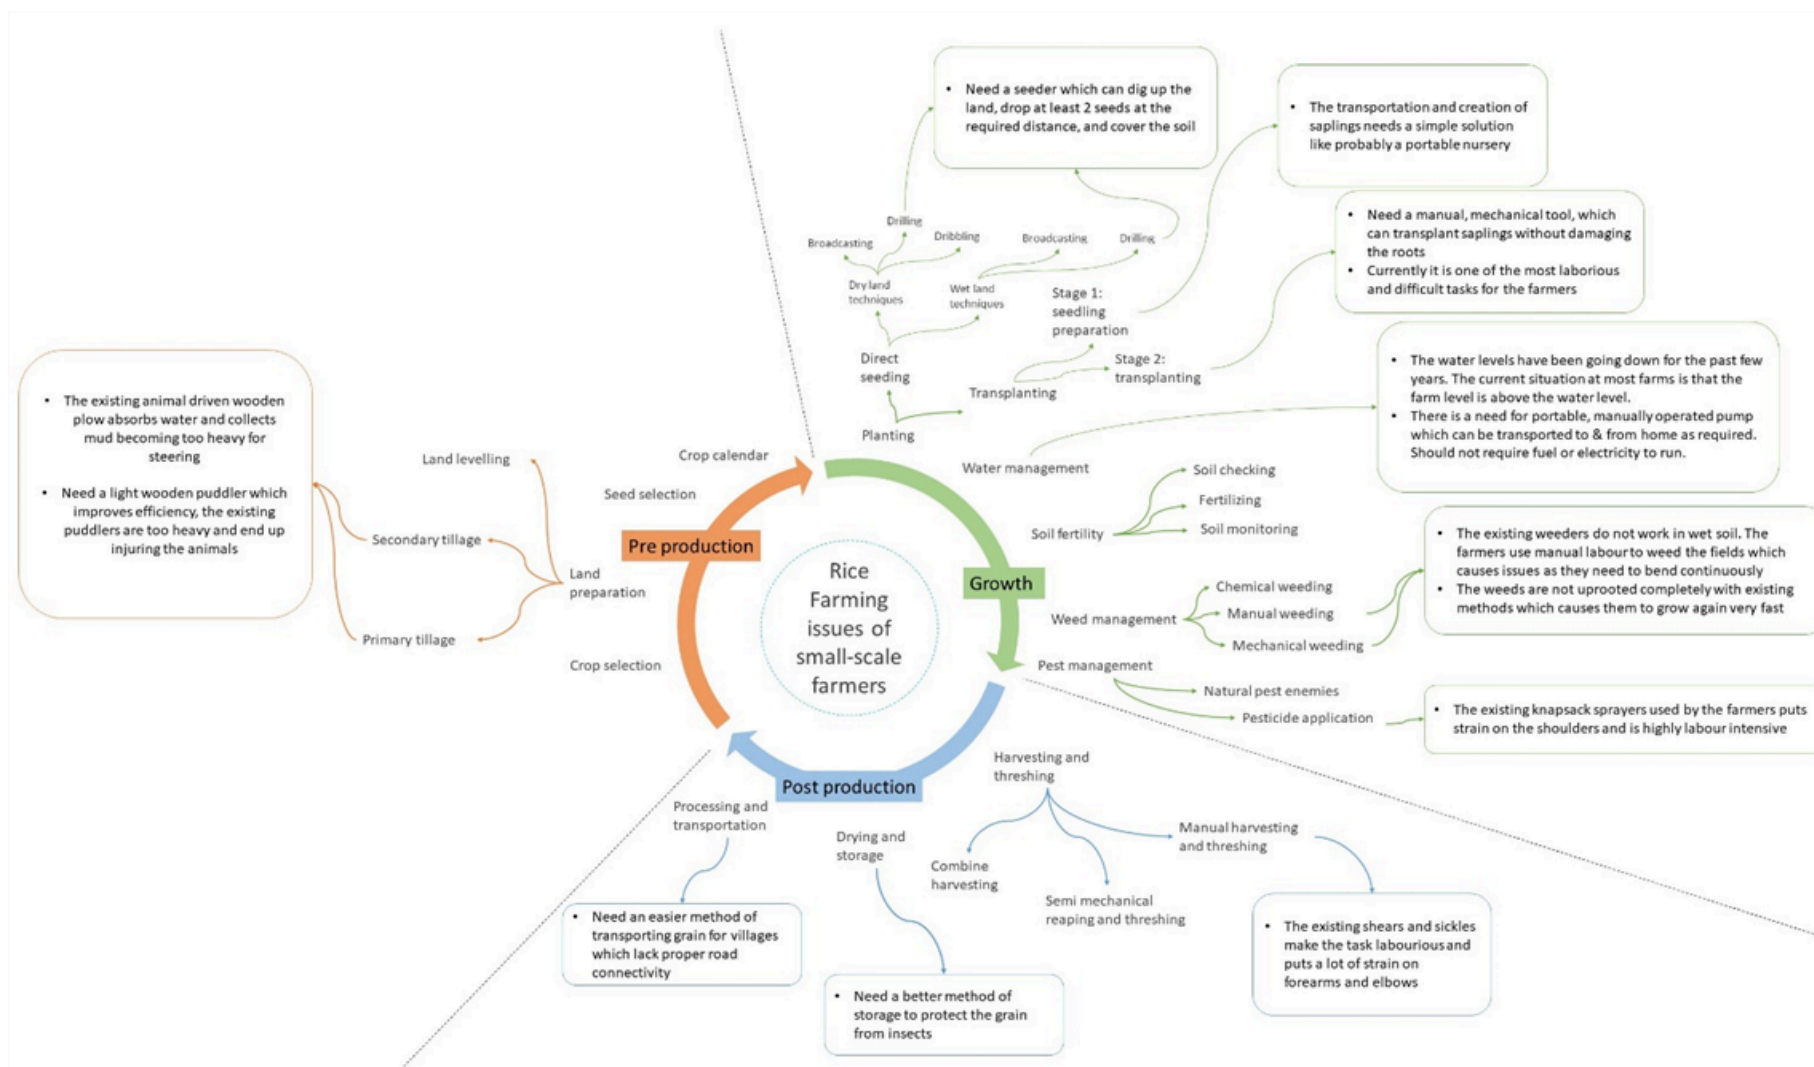 Rice
Farming
issues of
small-scale
farmers
Pre production
Crop calendar
Seed selection
Land
preparation
Crop selection
Land levelling
Secondary tillage
Primary tillage
• The existing animal driven wooden
plow absorbs water and collects
mud becoming too heavy for
steering
• Need a light wooden puddler which
improves efficiency, the existing
puddlers are too heavy and end up
injuring the animals
Growth
Planting
Direct
seeding
Dry land
techniques
Broadcasting
Drilling
Dribbling
Wet land
techniques
Broadcasting
Drilling
• Need a seeder which can dig up the
land, drop at least 2 seeds at the
required distance, and cover the soil
Transplanting
Stage 1:
seedling
preparation
• The transportation and creation of
saplings needs a simple solution
like probably a portable nursery
Stage 2:
transplanting
• Need a manual, mechanical tool, which
can transplant saplings without damaging
the roots
• Currently it is one of the most laborious
and difficult tasks for the farmers
Water management
• The water levels have been going down for the past few
years. The current situation at most farms is that the
farm level is above the water level.
• There is a need for portable, manually operated pump
which can be transported to & from home as required.
Should not require fuel or electricity to run.
Soil fertility
Soil checking
Fertilizing
Soil monitoring
Weed management
Chemical weeding
Manual weeding
Mechanical weeding
• The existing weeders do not work in wet soil. The
farmers use manual labour to weed the fields which
causes issues as they need to bend continuously
• The weeds are not uprooted completely with existing
methods which causes them to grow again very fast
Pest management
Natural pest enemies
Pesticide application
• The existing knapsack sprayers used by the farmers puts
strain on the shoulders and is highly labour intensive
Post production
Harvesting and
threshing
Combine
harvesting
Semi mechanical
reaping and threshing
Manual harvesting
and threshing
• The existing shears and sickles
make the task labourious and
puts a lot of strain on
forearms and elbows
Drying and
storage
• Need a better method of
storage to protect the grain
from insects
Processing and
transportation
• Need an easier method of
transporting grain for villages
which lack proper road
connectivity